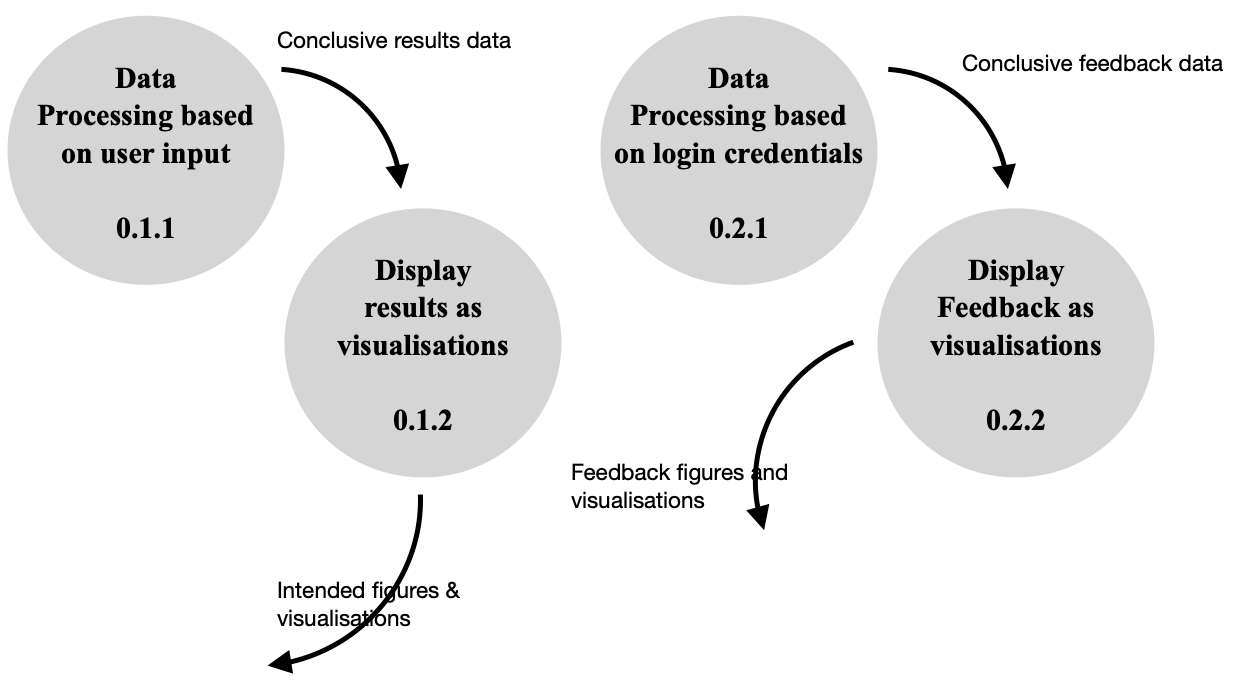 Conclusive results data
Data
Processing based
on user input
0.1.1
Display
results as
visualisations
0.1.2
Intended figures &
visualisations
Conclusive feedback data
Data
Processing based
on login credentials
0.2.1
Display
Feedback as
visualisations
0.2.2
Feedback figures and
visualisations